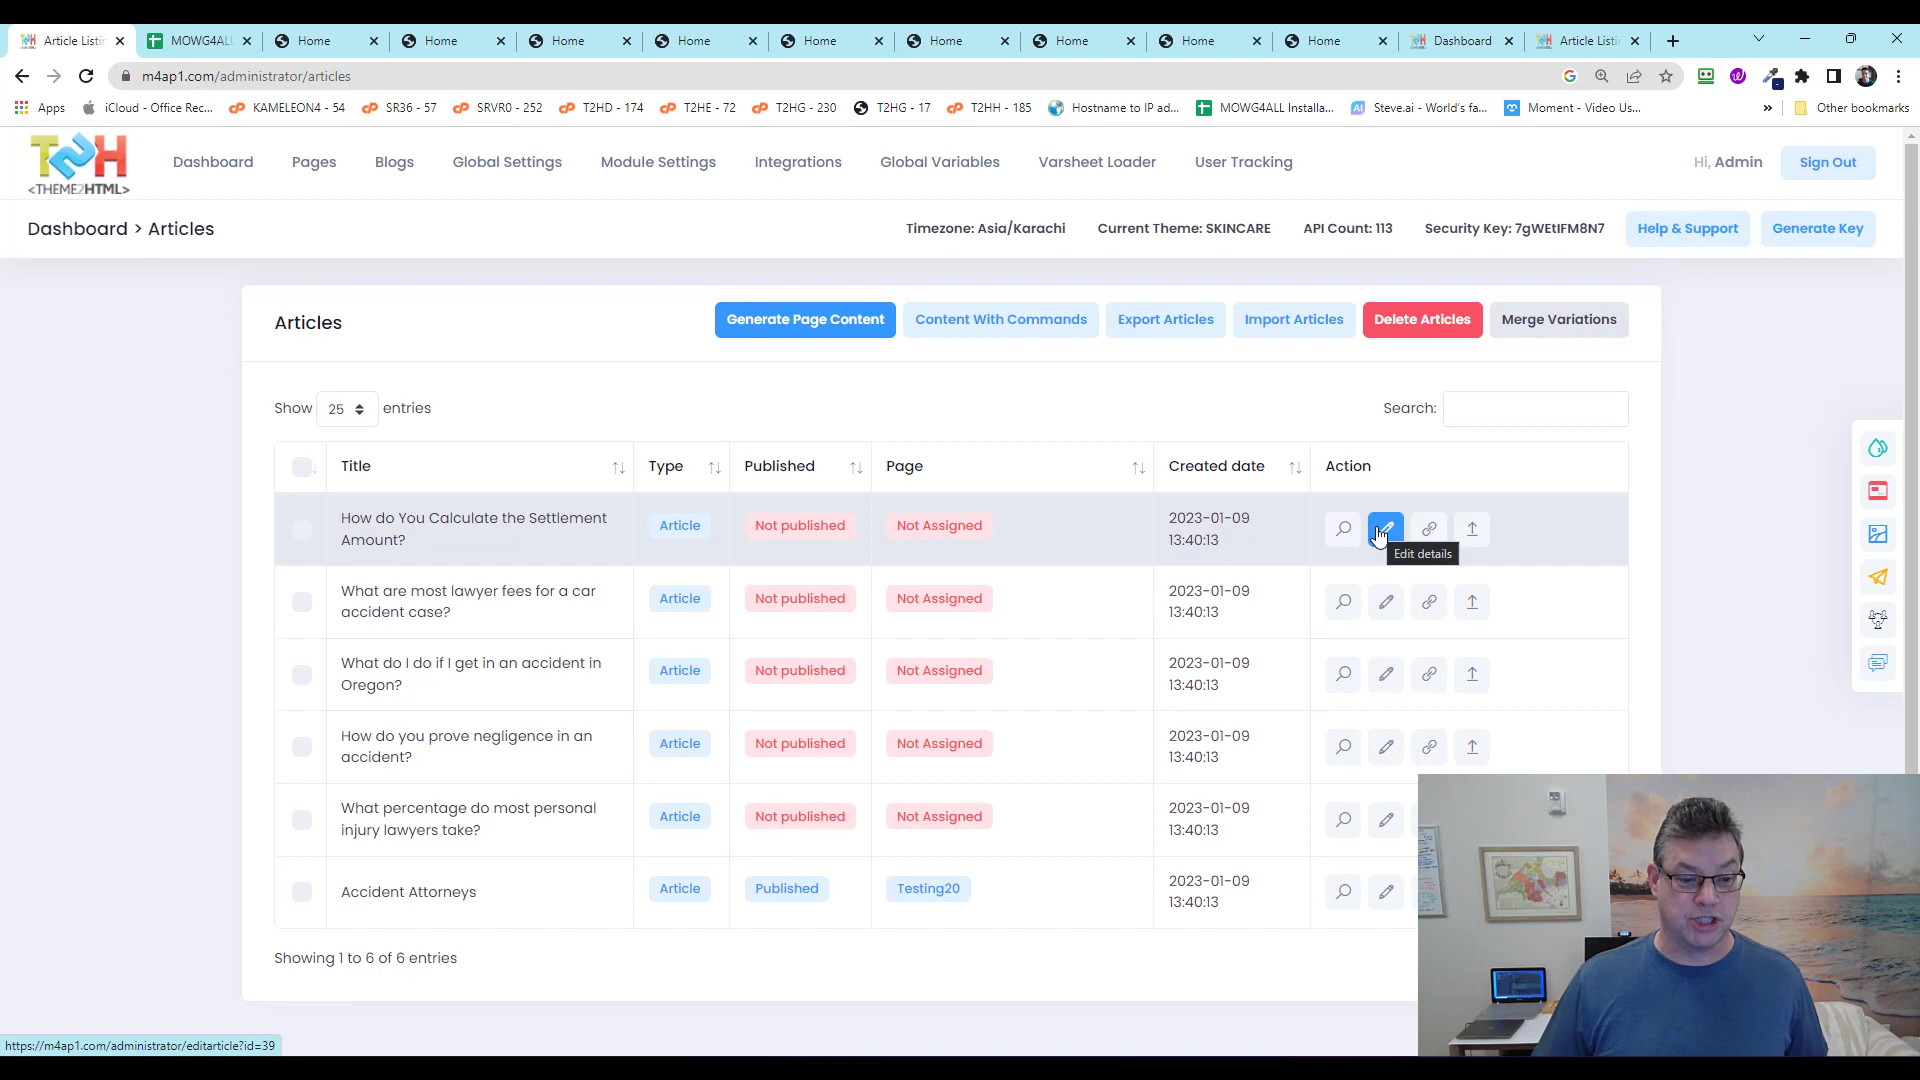 Article Listin
MOWG4ALL
Home
Home
Home
Home
Home
Home
Home
Home
Home
Dashboard
Article Listin
m4ap1.com/administrator/articles
Apps
iCloud - Office Rec...
KAMELEON4 - 54
SR36 - 57
SRVR0 - 252
T2HD - 174
T2HE - 72
T2HG - 230
T2HG - 17
T2HH - 185
Hostname to IP ad...
MOWG4ALL Installa...
Steve.ai - World's fa...
Moment - Video Us...
»
Other bookmarks
T2H
<THEME2HTML>
Dashboard
Pages
Blogs
Global Settings
Module Settings
Integrations
Global Variables
Varsheet Loader
User Tracking
Hi, Admin
Sign Out
Dashboard > Articles
Timezone: Asia/Karachi
Current Theme: SKINCARE
API Count: 113
Security Key: 7gWEtIFM8N7
Help & Support
Generate Key
Articles
Generate Page Content
Content With Commands
Export Articles
Import Articles
Delete Articles
Merge Variations
Show 25 entries
Search:
Title
Type
Published
Page
Created date
Action
How do You Calculate the Settlement
Amount?
Article
Not published
Not Assigned
2023-01-09
13:40:13
Edit details
What are most lawyer fees for a car
accident case?
Article
Not published
Not Assigned
2023-01-09
13:40:13
What do I do if I get in an accident in
Oregon?
Article
Not published
Not Assigned
2023-01-09
13:40:13
How do you prove negligence in an
accident?
Article
Not published
Not Assigned
2023-01-09
13:40:13
What percentage do most personal
injury lawyers take?
Article
Not published
Not Assigned
2023-01-09
13:40:13
Accident Attorneys
Article
Published
Testing20
2023-01-09
13:40:13
Showing 1 to 6 of 6 entries
https://m4ap1.com/administrator/editarticle?id=39